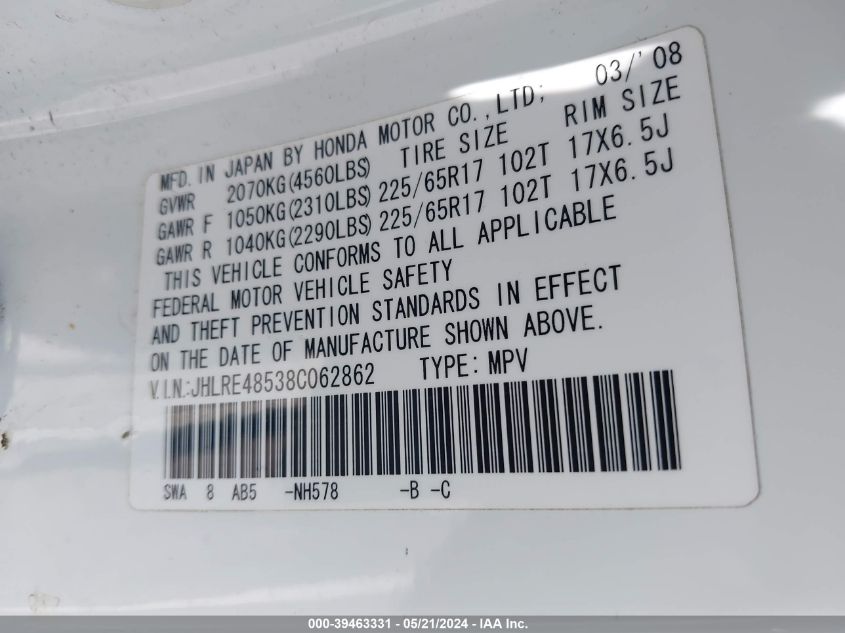 MFD. IN JAPAN BY HONDA MOTOR CO.,LTD; 03/'08
GVWR 2070KG(4560LBS) TIRE SIZE RIM SIZE
GAWR F 1050KG(2310LBS) 225/65R17 102T 17X6.5J
GAWR R 1040KG(2290LBS) 225/65R17 102T 17X6.5J
THIS VEHICLE CONFORMS TO ALL APPLICABLE
FEDERAL MOTOR VEHICLE SAFETY
AND THEFT PREVENTION STANDARDS IN EFFECT
ON THE DATE OF MANUFACTURE SHOWN ABOVE.
V.I.N.:JHLRE48538C062862 TYPE: MPV
SWA 8 AB5 -NH578 -B -C
000-39463331 - 05/21/2024 - IAA Inc.